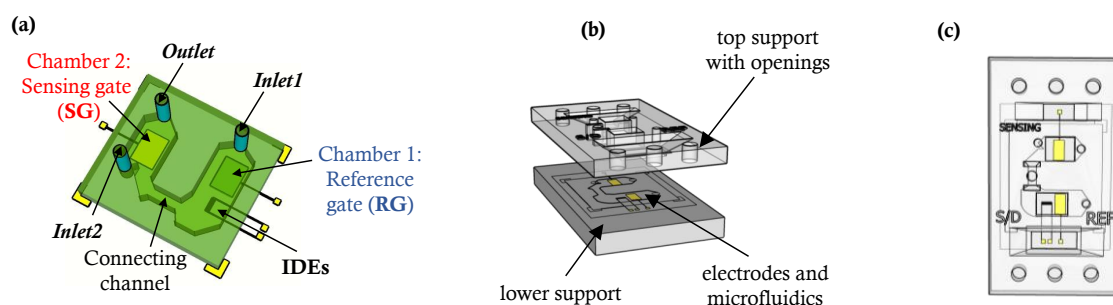 (a)
Outlet
Chamber 2:
Sensing gate
(SG)
Inlet1
Chamber 1:
Reference
gate (RG)
Inlet2
Connecting
channel
IDEs
(b)
top support
with openings
lower support
electrodes and
microfluidics
(c)
SENSING
S/D
REF